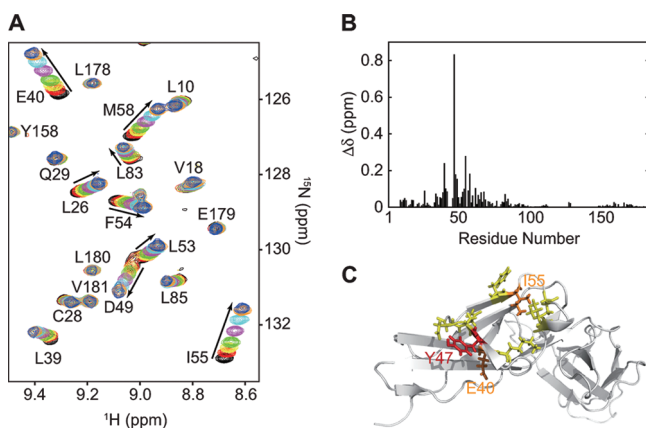 A
E40
L178
L10
M58
Y158
L83
Q29
V18
L26
F54
E179
L180
L53
V181
C28
D49
L85
L39
I55
126
128
130
132
¹⁵N (ppm)
9.4
9.2
9.0
8.8
8.6
¹H (ppm)
B
Δδ (ppm)
0.8
0.4
0.2
0
1
50
100
150
Residue Number
C
I55
Y47
E40